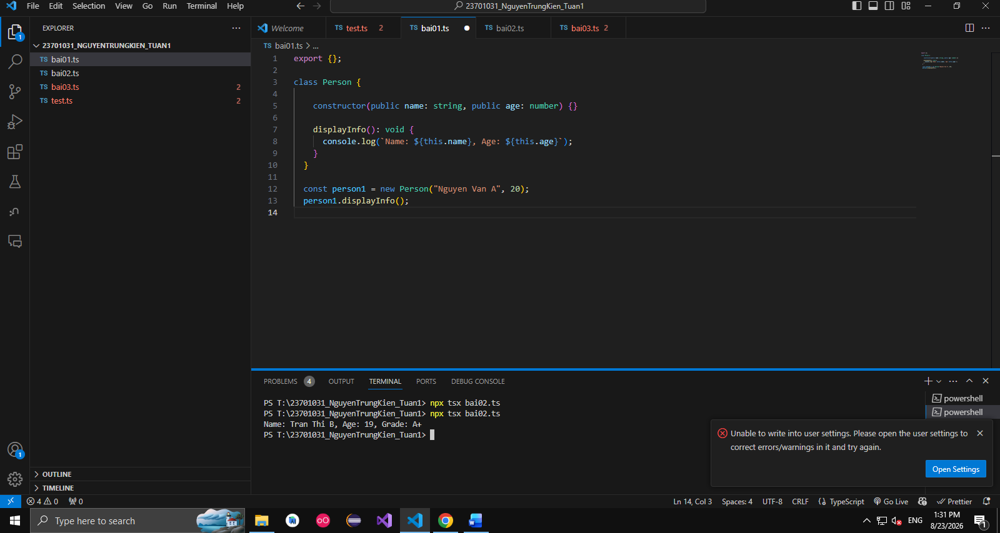 File Edit Selection View Go Run Terminal Help
23701031_NguyenTrungKien_Tuan1
EXPLORER
23701031_NGUYENTRUNGKIEN_TUAN1
TS bai01.ts
TS bai02.ts
TS bai03.ts 2
TS test.ts 2
OUTLINE
TIMELINE
1
1
Welcome
TS test.ts 2
TS bai01.ts
TS bai02.ts
TS bai03.ts 2
TS bai01.ts > ...
1 export {};
2
3 class Person {
4
5 constructor(public name: string, public age: number) {}
6
7 displayInfo(): void {
8 console.log(`Name: ${this.name}, Age: ${this.age}`);
9 }
10 }
11
12 const person1 = new Person("Nguyen Van A", 20);
13 person1.displayInfo();
14
PROBLEMS 4 OUTPUT TERMINAL PORTS DEBUG CONSOLE
PS T:\23701031_NguyenTrungKien_Tuan1> npx tsx bai02.ts
PS T:\23701031_NguyenTrungKien_Tuan1> npx tsx bai02.ts
Name: Tran Thi B, Age: 19, Grade: A+
PS T:\23701031_NguyenTrungKien_Tuan1>
powershell
powershell
Unable to write into user settings. Please open the user settings to
correct errors/warnings in it and try again.
Open Settings
4 0 0
Ln 14, Col 3 Spaces: 4 UTF-8 CRLF {} TypeScript Go Live Prettier
Type here to search
ENG
1:31 PM
8/23/2026
1